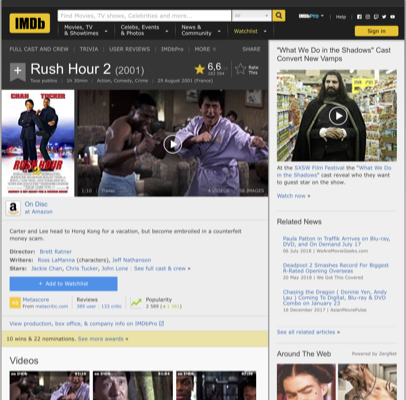 IMDb
Find Movies, TV shows, Celebrities and more...
All
IMDbPro
Help
Movies, TV & Showtimes
Celebs, Events & Photos
News & Community
Watchlist
Sign in
FULL CAST AND CREW | TRIVIA | USER REVIEWS | IMDbPro | MORE
SHARE
Rush Hour 2 (2001)
6,6
Rate This
Tous publics | 1h 30min | Action, Comedy, Crime | 29 August 2001 (France)
CHAN TUCKER
RUSH HOUR
Trailer
4 VIDEOS
IMAGES
On Disc
at Amazon
Carter and Lee head to Hong Kong for a vacation, but become embroiled in a counterfeit
money scam.
Director: Brett Ratner
Writers: Ross LaManna (characters), Jeff Nathanson
Stars: Jackie Chan, Chris Tucker, John Lone | See full cast & crew »
+ Add to Watchlist
Metascore
From metacritic.com
Reviews
389 user | 133 critic
Popularity
View production, box office, & company info on IMDbPro
10 wins & 22 nominations. See more awards »
Videos
"What We Do in the Shadows" Cast
Convert New Vamps
At the SXSW Film Festival the "What We Do
in the Shadows" cast reveal who they want
to guest star on the show.
Watch now »
Related News
Paula Patton in Traffik Arrives on Blu-ray,
DVD, and On Demand July 17
06 July 2018 | WeAreMovieGeeks.com
Deadpool 2 Smashes Record For Biggest
R-Rated Opening Overseas
20 May 2018 | We Got This Covered
Chasing the Dragon ( Donnie Yen, Andy
Lau ) Coming To Digital, Blu-ray & DVD
Combo on January 23
18 December 2017 | AsianMoviePulse
See all related articles »
Around The Web
Powered by ZergNet